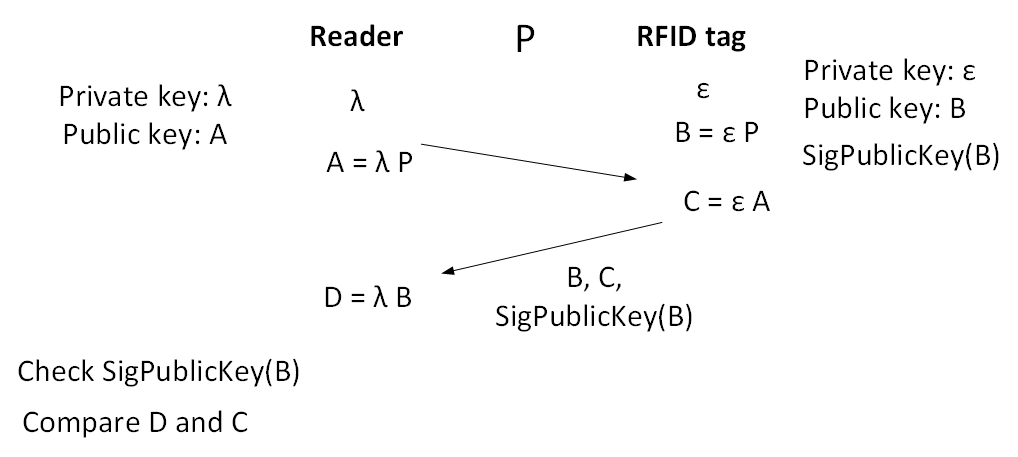 Reader P RFID tag
Private key: λ
Public key: A
λ
A = λ P
ε
B = ε P
C = ε A
Private key: ε
Public key: B
SigPublicKey(B)
B, C,
SigPublicKey(B)
D = λ B
Check SigPublicKey(B)
Compare D and C